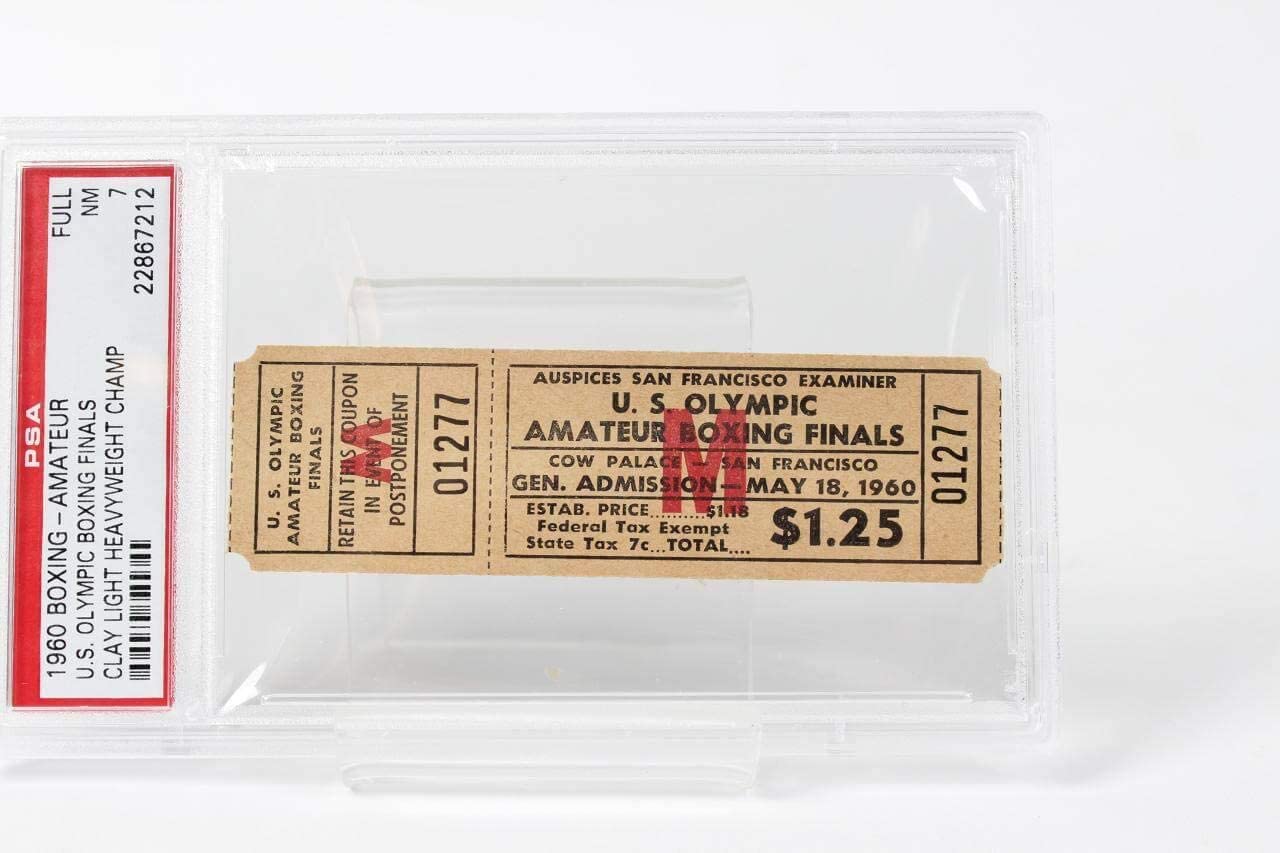 PSA
1960 BOXING - AMATEUR FULL
U.S. OLYMPIC BOXING FINALS NM
CLAY LIGHT HEAVYWEIGHT CHAMP 7
22867212
U. S. OLYMPIC
AMATEUR BOXING
FINALS
RETAIN THIS COUPON
IN EVENT OF
POSTPONEMENT
M
01277
AUSPICES SAN FRANCISCO EXAMINER
U. S. OLYMPIC
AMATEUR BOXING FINALS
COW PALACE - SAN FRANCISCO
GEN. ADMISSION - MAY 18, 1960
ESTAB. PRICE.........$1.18
Federal Tax Exempt
State Tax 7c...TOTAL....
$1.25
M
01277